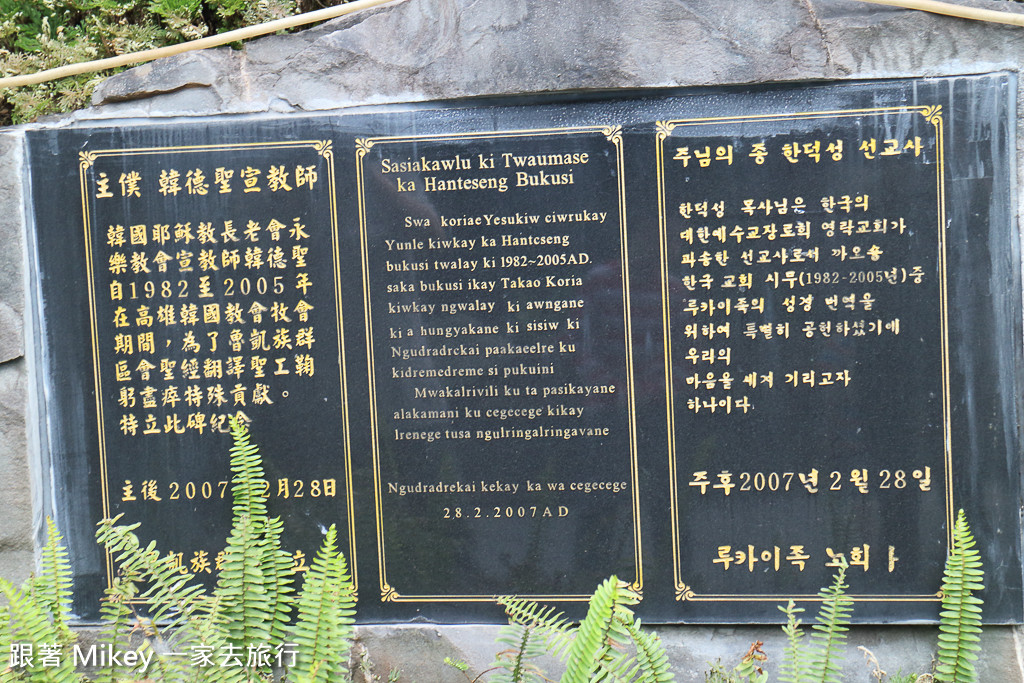 主僕 韓德聖宣教師
韓國耶穌教長老會永
樂教會宣教師韓德聖
自1982至2005年
在高雄韓國教會牧會
期間，為了魯凱族群
區會聖經翻譯聖工鞠
躬盡瘁特殊貢獻。
特立此碑紀念
主後2007 2月28日
凱族群 立
Sasiakawlu ki Twaumase
ka Hanteseng Bukusi
Swa koriaeYesukiw ciwrukay
Yunle kiwkay ka Hantcseng
bukusi twalay ki 1982~2005AD.
saka bukusi ikay Takao Koria
kiwkay ngwalay ki awngane
ki a hungyakane ki sisiw ki
Ngudradrckai paakaeelre ku
kidremedreme si pukuini
Mwakalrivili ku ta pasikayane
alakamani ku cegecege kikay
lrenege tusa ngulringalringavane
Ngudradrekai kekay ka wa cegecege
28.2.2007AD
주님의 종 한덕성 선교사
한덕성 목사님은 한국의
대한예수교장로회 영락교회가
파송한 선교사로서 까오슝
한국 교회 시무(1982-2005년)중
루카이족의 성경 번역을
위하여 특별히 공헌하셨기에
우리의
마음을 새겨 기리고자
하나이다
주후2007년 2월 28일
루카이족 노회
跟著 Mikey 一家去旅行